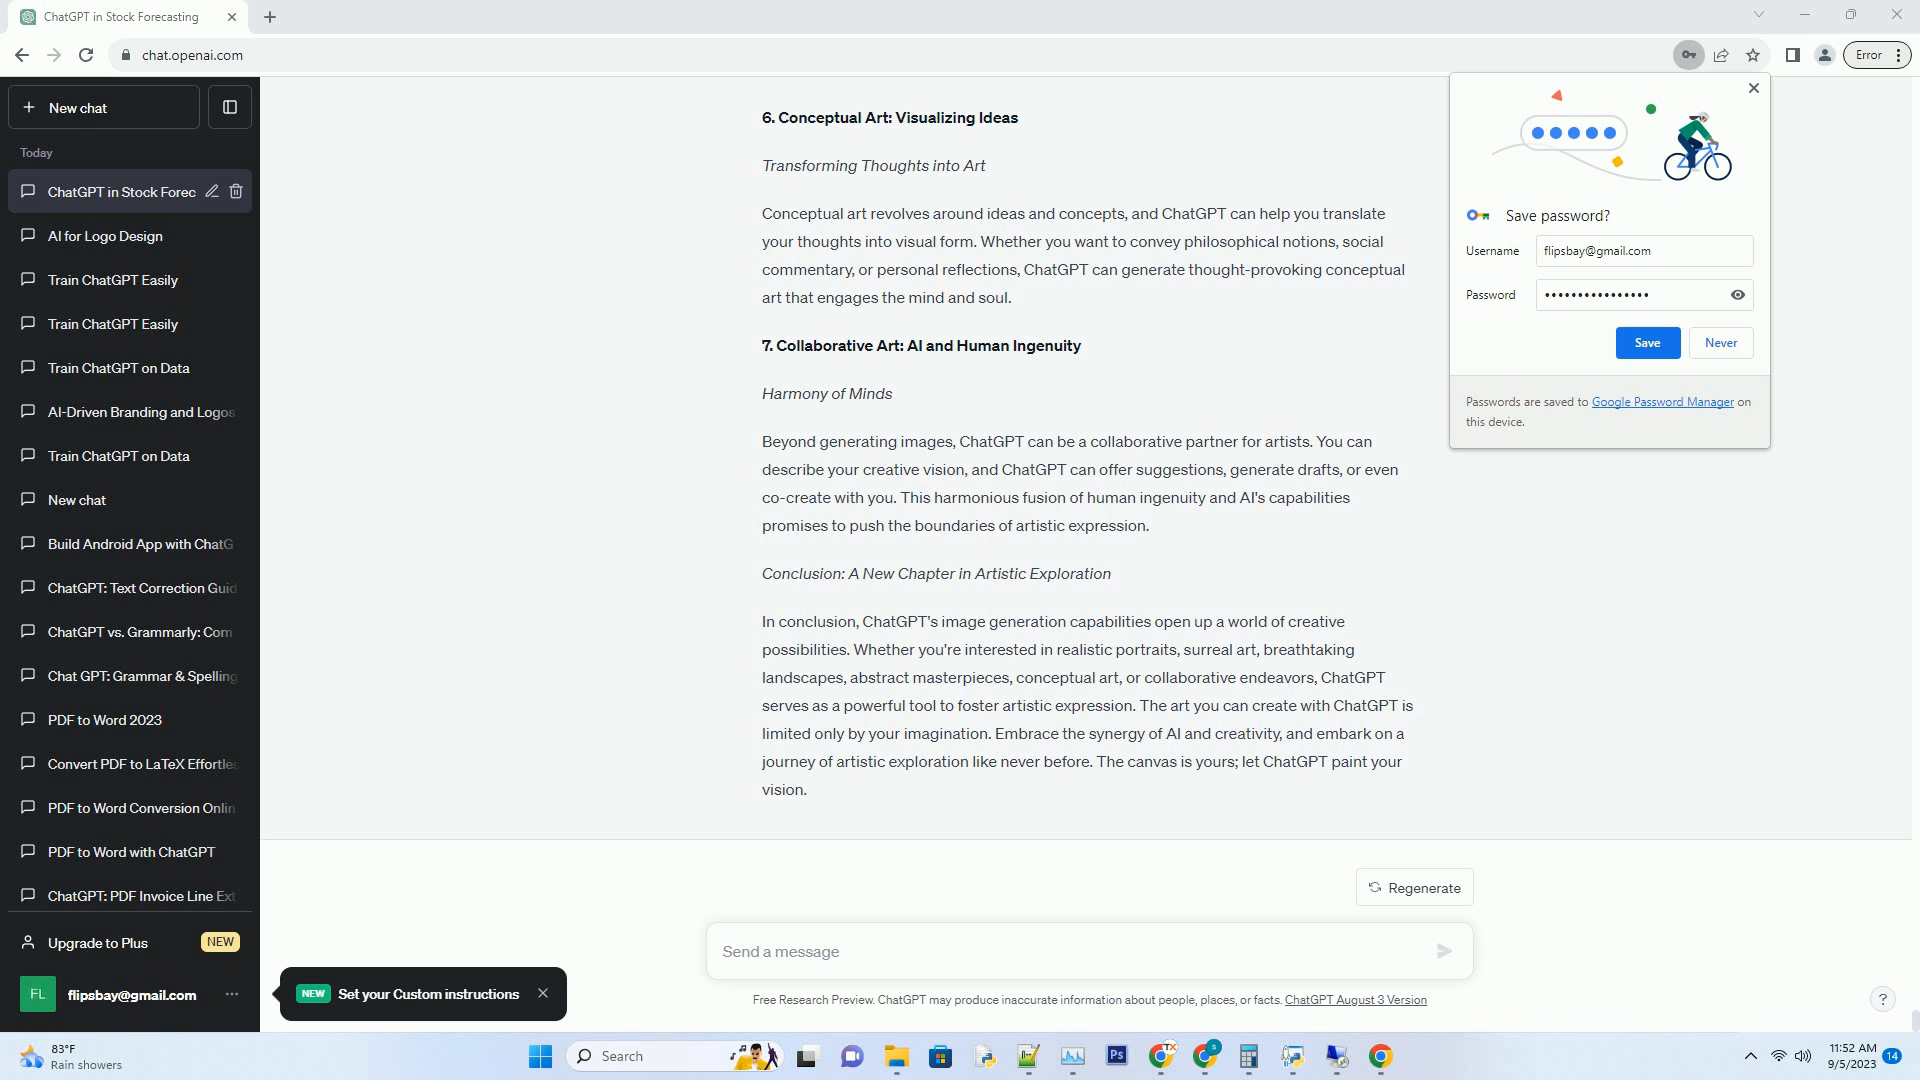 ChatGPT in Stock Forecasting
chat.openai.com
Error
New chat
Today
ChatGPT in Stock Forec
AI for Logo Design
Train ChatGPT Easily
Train ChatGPT Easily
Train ChatGPT on Data
AI-Driven Branding and Logos
Train ChatGPT on Data
New chat
Build Android App with ChatG
ChatGPT: Text Correction Guid
ChatGPT vs. Grammarly: Com
Chat GPT: Grammar & Spelling
PDF to Word 2023
Convert PDF to LaTeX Effortles
PDF to Word Conversion Onlin
PDF to Word with ChatGPT
ChatGPT: PDF Invoice Line Ext
Upgrade to Plus NEW
FL flipsbay@gmail.com
NEW Set your Custom instructions
6. Conceptual Art: Visualizing Ideas
Transforming Thoughts into Art
Conceptual art revolves around ideas and concepts, and ChatGPT can help you translate
your thoughts into visual form. Whether you want to convey philosophical notions, social
commentary, or personal reflections, ChatGPT can generate thought-provoking conceptual
art that engages the mind and soul.
7. Collaborative Art: AI and Human Ingenuity
Harmony of Minds
Beyond generating images, ChatGPT can be a collaborative partner for artists. You can
describe your creative vision, and ChatGPT can offer suggestions, generate drafts, or even
co-create with you. This harmonious fusion of human ingenuity and AI's capabilities
promises to push the boundaries of artistic expression.
Conclusion: A New Chapter in Artistic Exploration
In conclusion, ChatGPT's image generation capabilities open up a world of creative
possibilities. Whether you're interested in realistic portraits, surreal art, breathtaking
landscapes, abstract masterpieces, conceptual art, or collaborative endeavors, ChatGPT
serves as a powerful tool to foster artistic expression. The art you can create with ChatGPT is
limited only by your imagination. Embrace the synergy of AI and creativity, and embark on a
journey of artistic exploration like never before. The canvas is yours; let ChatGPT paint your
vision.
Regenerate
Send a message
Free Research Preview. ChatGPT may produce inaccurate information about people, places, or facts. ChatGPT August 3 Version
?
Save password?
Username flipsbay@gmail.com
Password ••••••••••••••••
Save Never
Passwords are saved to Google Password Manager on
this device.
83°F
Rain showers
Search
Ps
TX
S
11:52 AM
9/5/2023
14